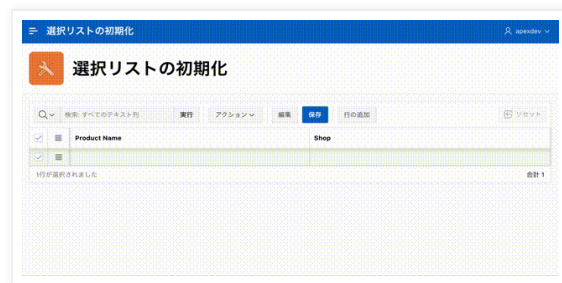 選択リストの初期化
apexdev
選択リストの初期化
検索: すべてのテキスト列 実行 アクション 編集 保存 行の追加 リセット
Product Name Shop
1行が選択されました 合計 1